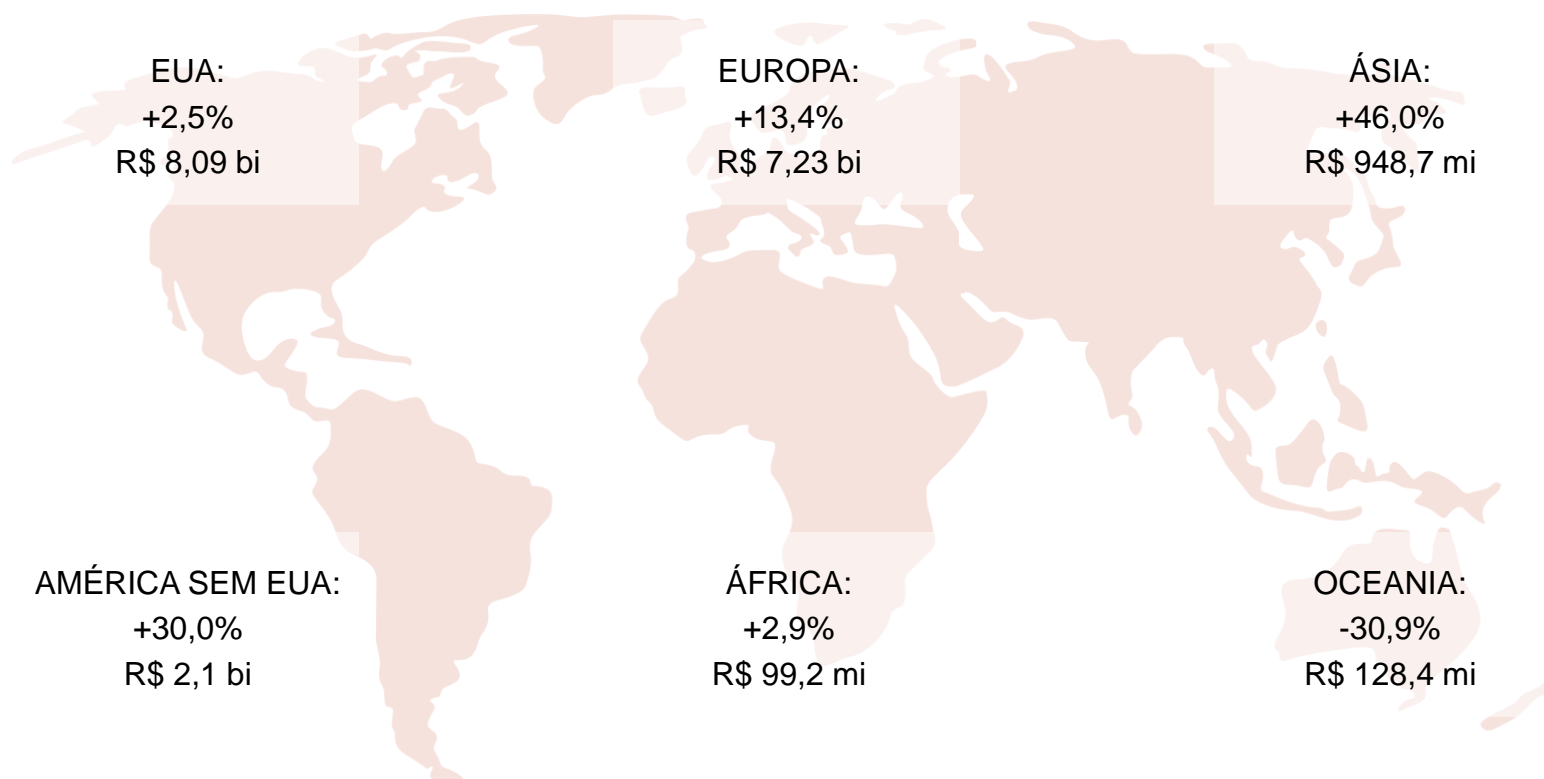 EUA:
+2,5%
R$ 8,09 bi
EUROPA:
+13,4%
R$ 7,23 bi
ÁSIA:
+46,0%
R$ 948,7 mi
AMÉRICA SEM EUA:
+30,0%
R$ 2,1 bi
ÁFRICA:
+2,9%
R$ 99,2 mi
OCEANIA:
-30,9%
R$ 128,4 mi